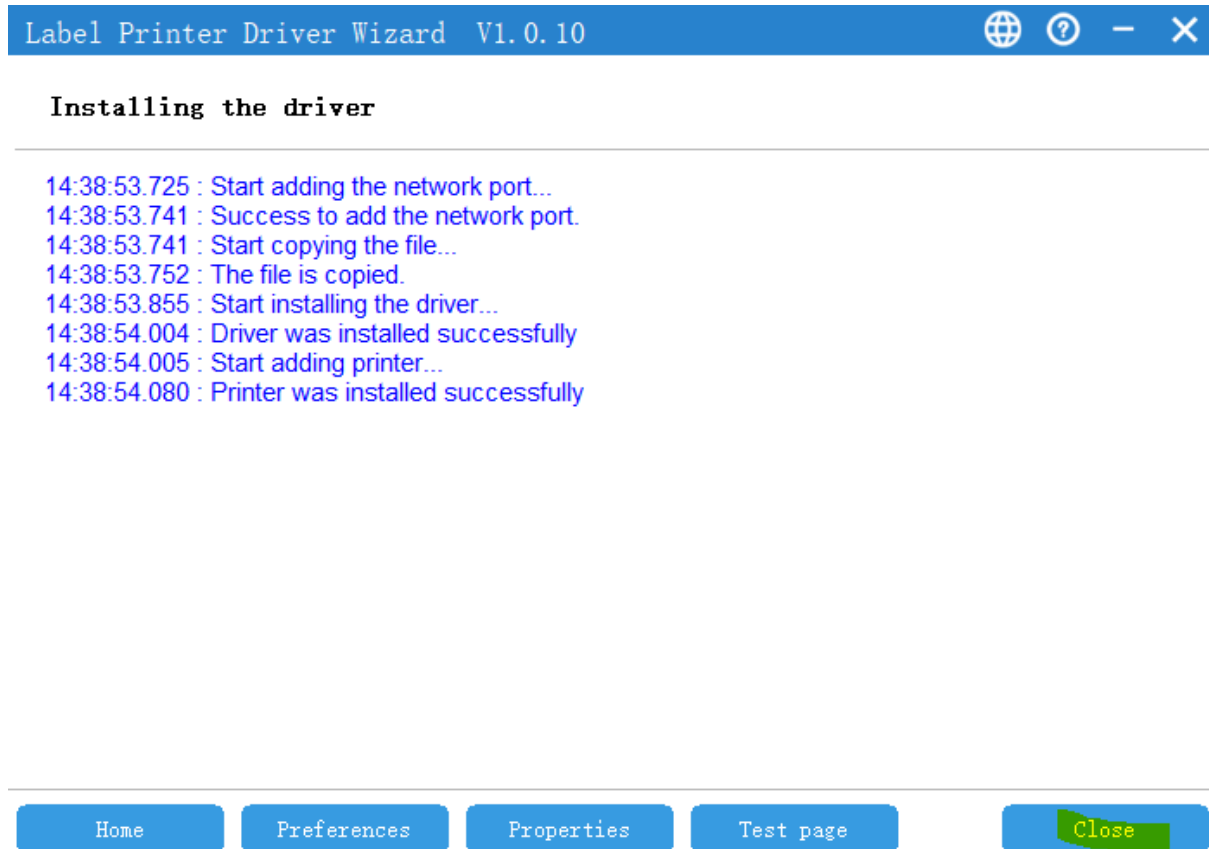 Label Printer Driver Wizard V1.0.10
Installing the driver
14:38:53.725 : Start adding the network port...
14:38:53.741 : Success to add the network port.
14:38:53.741 : Start copying the file...
14:38:53.752 : The file is copied.
14:38:53.855 : Start installing the driver...
14:38:54.004 : Driver was installed successfully
14:38:54.005 : Start adding printer...
14:38:54.080 : Printer was installed successfully
Home Preferences Properties Test page Close